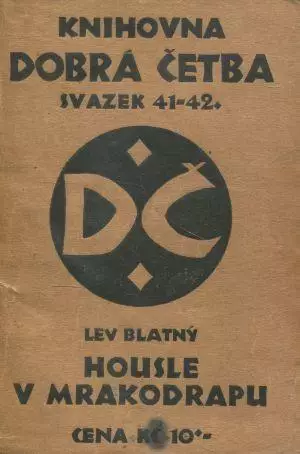 KNIHOVNA
DOBRÁ ČETBA
SVAZEK 41-42.
DČ
LEV BLATNÝ
HOUSLE
V MRAKODRAPU
CENA KČ 10·-